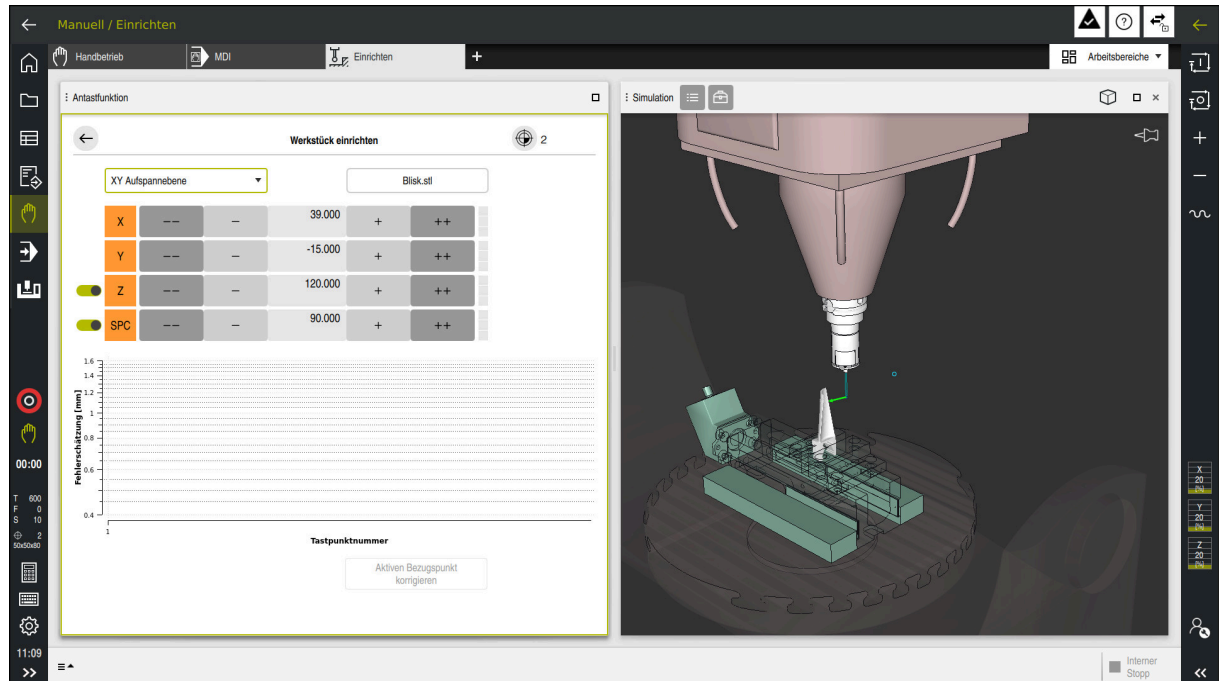 Manuell / Einrichten
Handbetrieb
MDI
Einrichten
+
Arbeitsbereiche
Antastfunktion
Werkstück einrichten
2
XY Aufspannebene
Blisk.stl
X -- - 39.000 + ++
Y -- - -15.000 + ++
Z -- - 120.000 + ++
SPC -- - 90.000 + ++
Fehlerschätzung [mm]
1.6
1.4
1.2
1
0.8
0.6
0.4
1
Tastpunktnummer
Aktiven Bezugspunkt
korrigieren
Simulation
00:00
T 600
F 0
S 10
2
50x50x80
11:09
X
20
[%]
Y
20
[%]
Z
20
[%]
Interner
Stopp